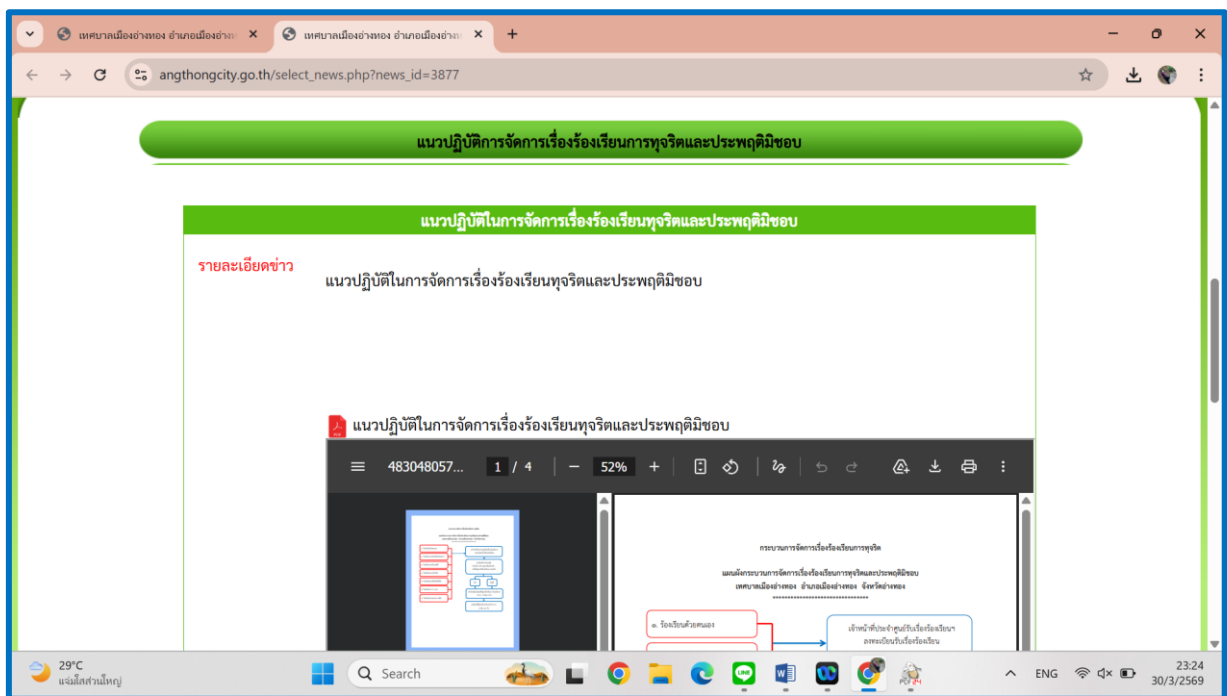 เทศบาลเมืองอ่างทอง อำเภอเมืองอ่าง
เทศบาลเมืองอ่างทอง อำเภอเมืองอ่าง
angthongcity.go.th/select_news.php?news_id=3877
แนวปฏิบัติการจัดการเรื่องร้องเรียนการทุจริตและประพฤติมิชอบ
แนวปฏิบัติในการจัดการเรื่องร้องเรียนทุจริตและประพฤติมิชอบ
รายละเอียดข่าว
แนวปฏิบัติในการจัดการเรื่องร้องเรียนทุจริตและประพฤติมิชอบ
แนวปฏิบัติในการจัดการเรื่องร้องเรียนทุจริตและประพฤติมิชอบ
483048057... 1 / 4 52%
กระบวนการจัดการเรื่องร้องเรียนการทุจริต
แผนผังกระบวนการจัดการเรื่องร้องเรียนการทุจริตและประพฤติมิชอบ
เทศบาลเมืองอ่างทอง อำเภอเมืองอ่างทอง จังหวัดอ่างทอง
********************************
๑. ร้องเรียนด้วยตนเอง
เจ้าหน้าที่ประจำศูนย์รับเรื่องร้องเรียนฯ
ลงทะเบียนรับเรื่องร้องเรียน
29°C
แจ่มใสส่วนใหญ่
Search
ENG
23:24
30/3/2569